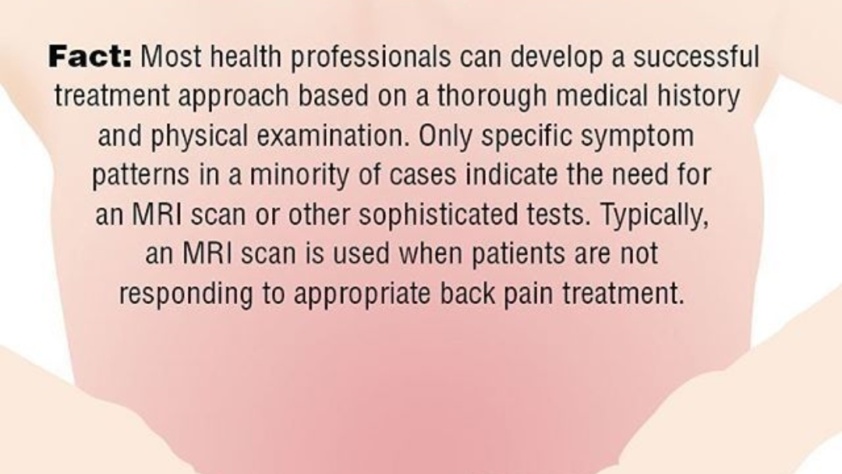 Fact: Most health professionals can develop a successful
treatment approach based on a thorough medical history
and physical examination. Only specific symptom
patterns in a minority of cases indicate the need for
an MRI scan or other sophisticated tests. Typically,
an MRI scan is used when patients are not
responding to appropriate back pain treatment.